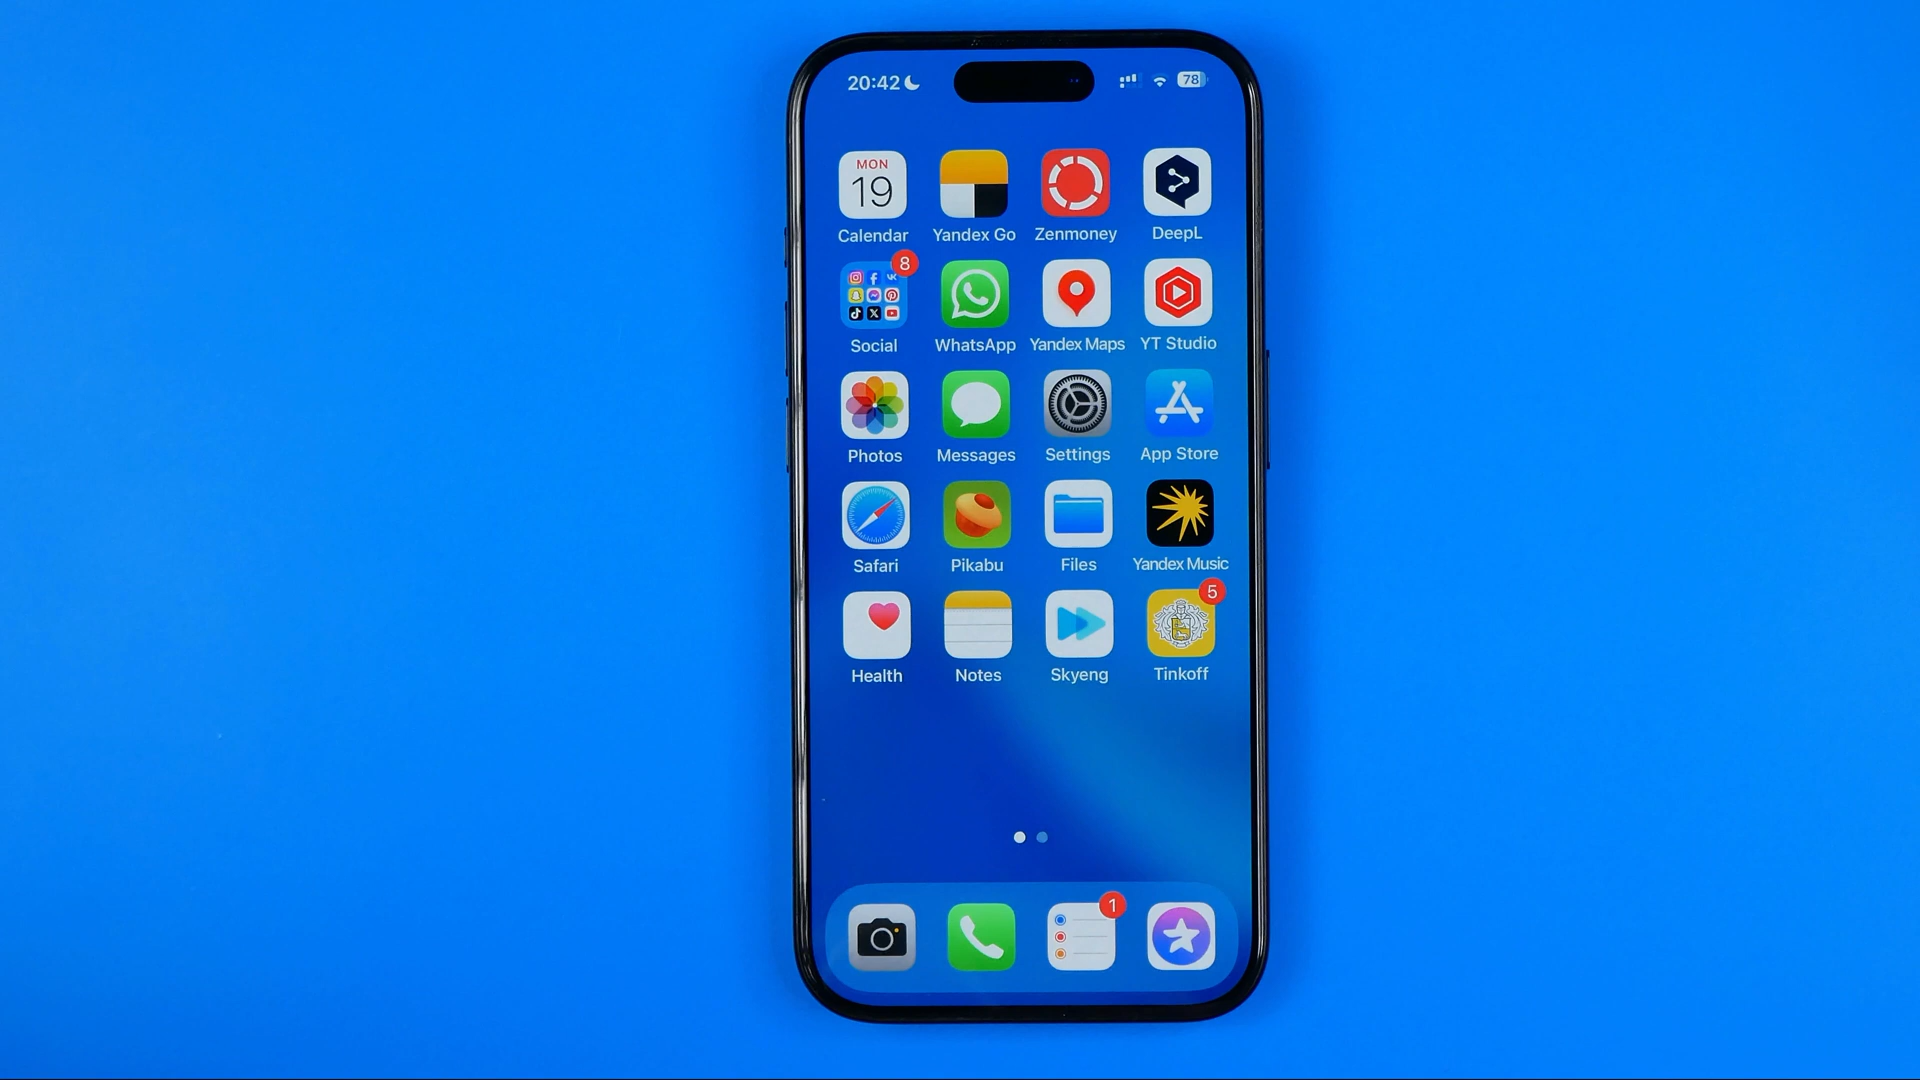 20:42 78
MON
19
Calendar Yandex Go Zenmoney DeepL
8
Social WhatsApp Yandex Maps YT Studio
Photos Messages Settings App Store
Safari Pikabu Files Yandex Music
5
Health Notes Skyeng Tinkoff
1